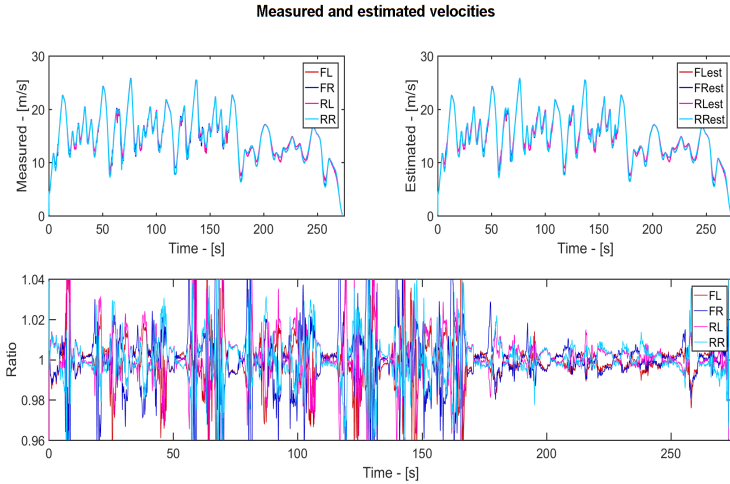 Measured and estimated velocities
Measured - [m/s]
30
20
10
0
0 50 100 150 200 250
Time - [s]
FL
FR
RL
RR
Estimated - [m/s]
30
20
10
0
0 50 100 150 200 250
Time - [s]
FLest
FRest
RLest
RRest
Ratio
1.04
1.02
1
0.98
0.96
0 50 100 150 200 250
Time - [s]
FL
FR
RL
RR